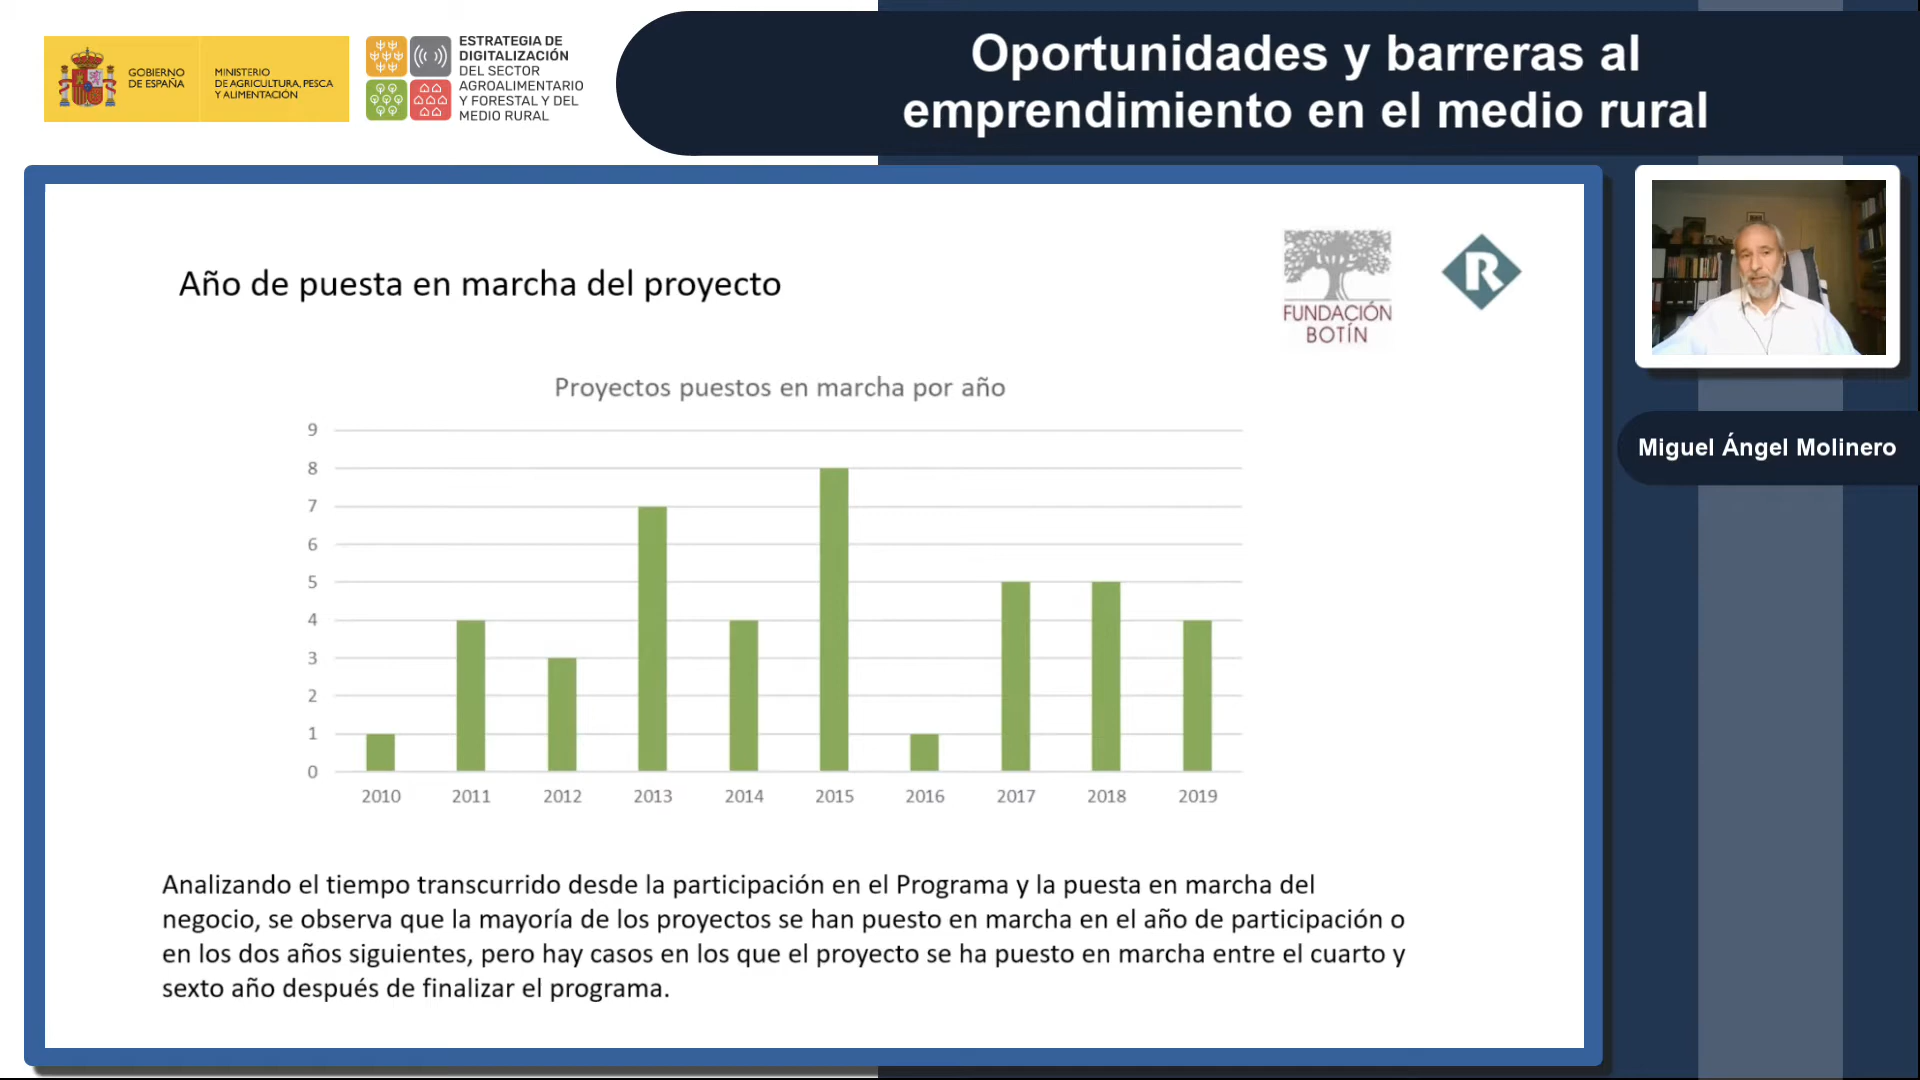 GOBIERNO
DE ESPAÑA
MINISTERIO
DE AGRICULTURA, PESCA
Y ALIMENTACIÓN
ESTRATEGIA DE
DIGITALIZACIÓN
DEL SECTOR
AGROALIMENTARIO
Y FORESTAL Y DEL
MEDIO RURAL
Oportunidades y barreras al
emprendimiento en el medio rural
Año de puesta en marcha del proyecto
FUNDACIÓN
BOTÍN
R
Miguel Ángel Molinero
Proyectos puestos en marcha por año
9
8
7
6
5
4
3
2
1
0
2010 2011 2012 2013 2014 2015 2016 2017 2018 2019
Analizando el tiempo transcurrido desde la participación en el Programa y la puesta en marcha del
negocio, se observa que la mayoría de los proyectos se han puesto en marcha en el año de participación o
en los dos años siguientes, pero hay casos en los que el proyecto se ha puesto en marcha entre el cuarto y
sexto año después de finalizar el programa.